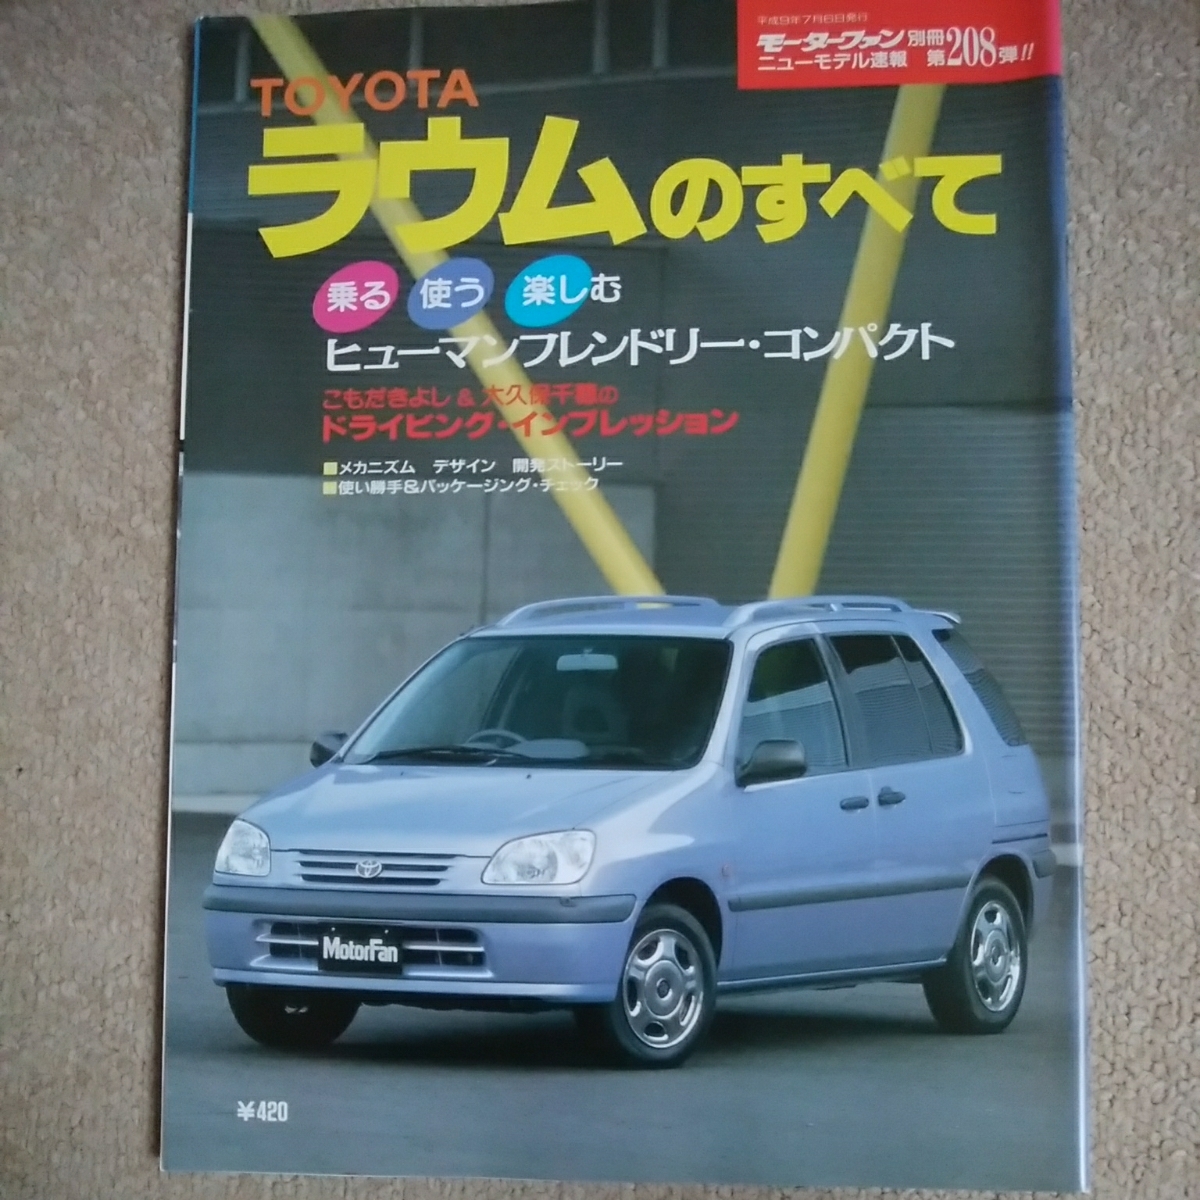 平成9年7月6日発行
モーターファン別冊
ニューモデル速報 第208弾!!
TOYOTA
ラウムのすべて
乗る 使う 楽しむ
ヒューマンフレンドリー・コンパクト
こもだきよし&大久保千穂の
ドライビング・インプレッション
■メカニズム デザイン 開発ストーリー
■使い勝手&パッケージング・チェック
MotorFan
¥420